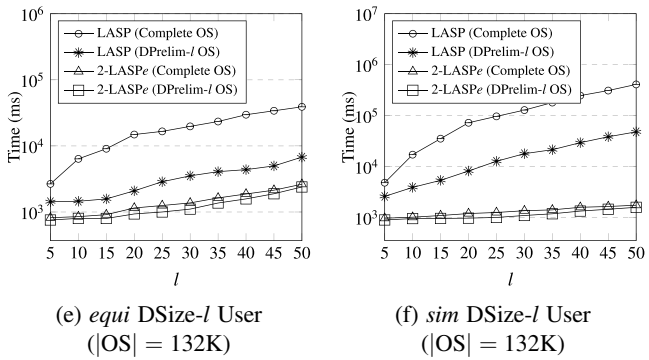 10^6
10^5
10^4
10^3
Time (ms)
LASP (Complete OS)
LASP (DPrelim-l OS)
2-LASPe (Complete OS)
2-LASPe (DPrelim-l OS)
5 10 15 20 25 30 35 40 45 50
l
(e) equi DSize-l User
(|OS| = 132K)
10^7
10^6
10^5
10^4
10^3
Time (ms)
LASP (Complete OS)
LASP (DPrelim-l OS)
2-LASPe (Complete OS)
2-LASPe (DPrelim-l OS)
5 10 15 20 25 30 35 40 45 50
l
(f) sim DSize-l User
(|OS| = 132K)